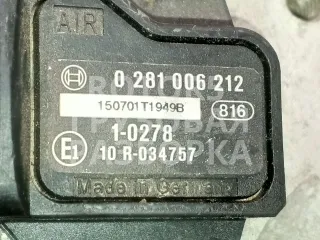 AIR
0 281 006 212
150701T1949B
816
1-0278
E1 10 R-034757
Made in Germany